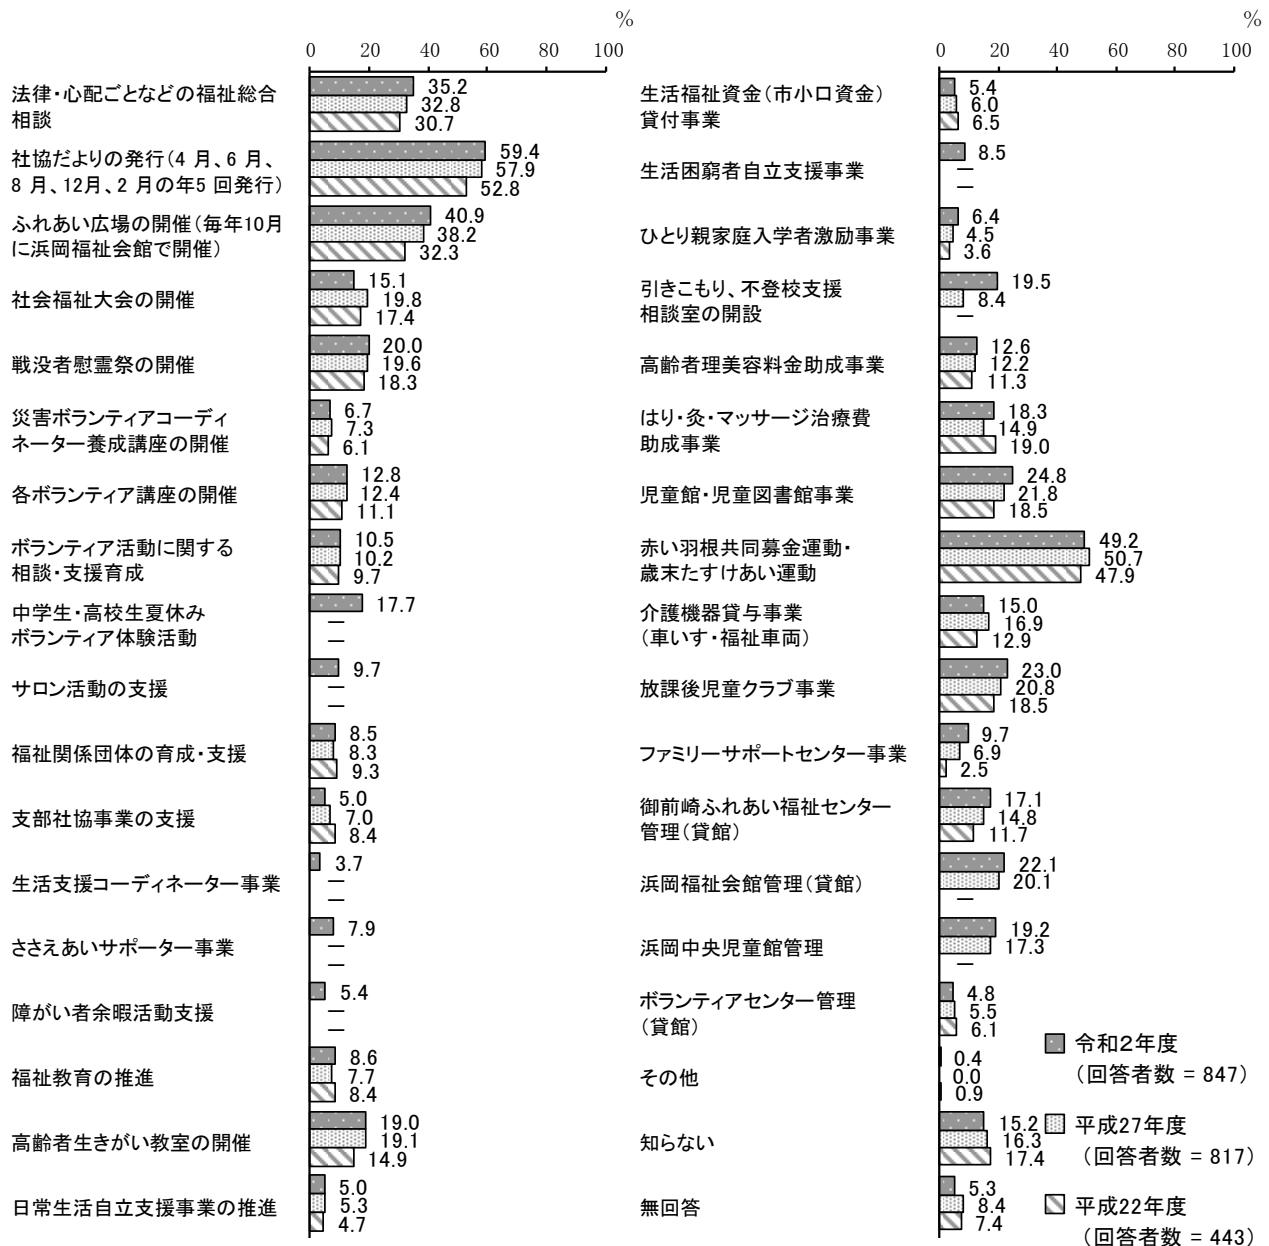 %
0 20 40 60 80 100
法律・心配ごとなどの福祉総合
相談
35.2
32.8
30.7
社協だよりの発行(4 月、6 月、
8 月、12月、2 月の年5 回発行)
59.4
57.9
52.8
ふれあい広場の開催(毎年10月
に浜岡福祉会館で開催)
40.9
38.2
32.3
社会福祉大会の開催
15.1
19.8
17.4
戦没者慰霊祭の開催
20.0
19.6
18.3
災害ボランティアコーディ
ネーター養成講座の開催
6.7
7.3
6.1
各ボランティア講座の開催
12.8
12.4
11.1
ボランティア活動に関する
相談・支援育成
10.5
10.2
9.7
中学生・高校生夏休み
ボランティア体験活動
17.7
―
―
サロン活動の支援
9.7
―
―
福祉関係団体の育成・支援
8.5
8.3
9.3
支部社協事業の支援
5.0
7.0
8.4
生活支援コーディネーター事業
3.7
―
―
ささえあいサポーター事業
7.9
―
―
障がい者余暇活動支援
5.4
―
―
福祉教育の推進
8.6
7.7
8.4
高齢者生きがい教室の開催
19.0
19.1
14.9
日常生活自立支援事業の推進
5.0
5.3
4.7
%
0 20 40 60 80 100
生活福祉資金(市小口資金)
貸付事業
5.4
6.0
6.5
生活困窮者自立支援事業
8.5
―
―
ひとり親家庭入学者激励事業
6.4
4.5
3.6
引きこもり、不登校支援
相談室の開設
19.5
8.4
―
高齢者理美容料金助成事業
12.6
12.2
11.3
はり・灸・マッサージ治療費
助成事業
18.3
14.9
19.0
児童館・児童図書館事業
24.8
21.8
18.5
赤い羽根共同募金運動・
歳末たすけあい運動
49.2
50.7
47.9
介護機器貸与事業
(車いす・福祉車両)
15.0
16.9
12.9
放課後児童クラブ事業
23.0
20.8
18.5
ファミリーサポートセンター事業
9.7
6.9
2.5
御前崎ふれあい福祉センター
管理(貸館)
17.1
14.8
11.7
浜岡福祉会館管理(貸館)
22.1
20.1
―
浜岡中央児童館管理
19.2
17.3
―
ボランティアセンター管理
(貸館)
4.8
5.5
6.1
その他
0.4
0.0
0.9
知らない
15.2
16.3
17.4
無回答
5.3
8.4
7.4
令和2年度
(回答者数 = 847)
平成27年度
(回答者数 = 817)
平成22年度
(回答者数 = 443)